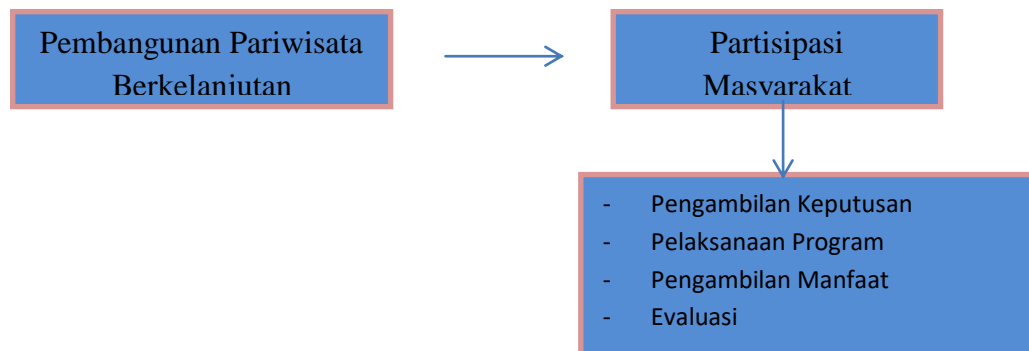 Pembangunan Pariwisata
Berkelanjutan
Partisipasi
Masyarakat
- Pengambilan Keputusan
- Pelaksanaan Program
- Pengambilan Manfaat
- Evaluasi